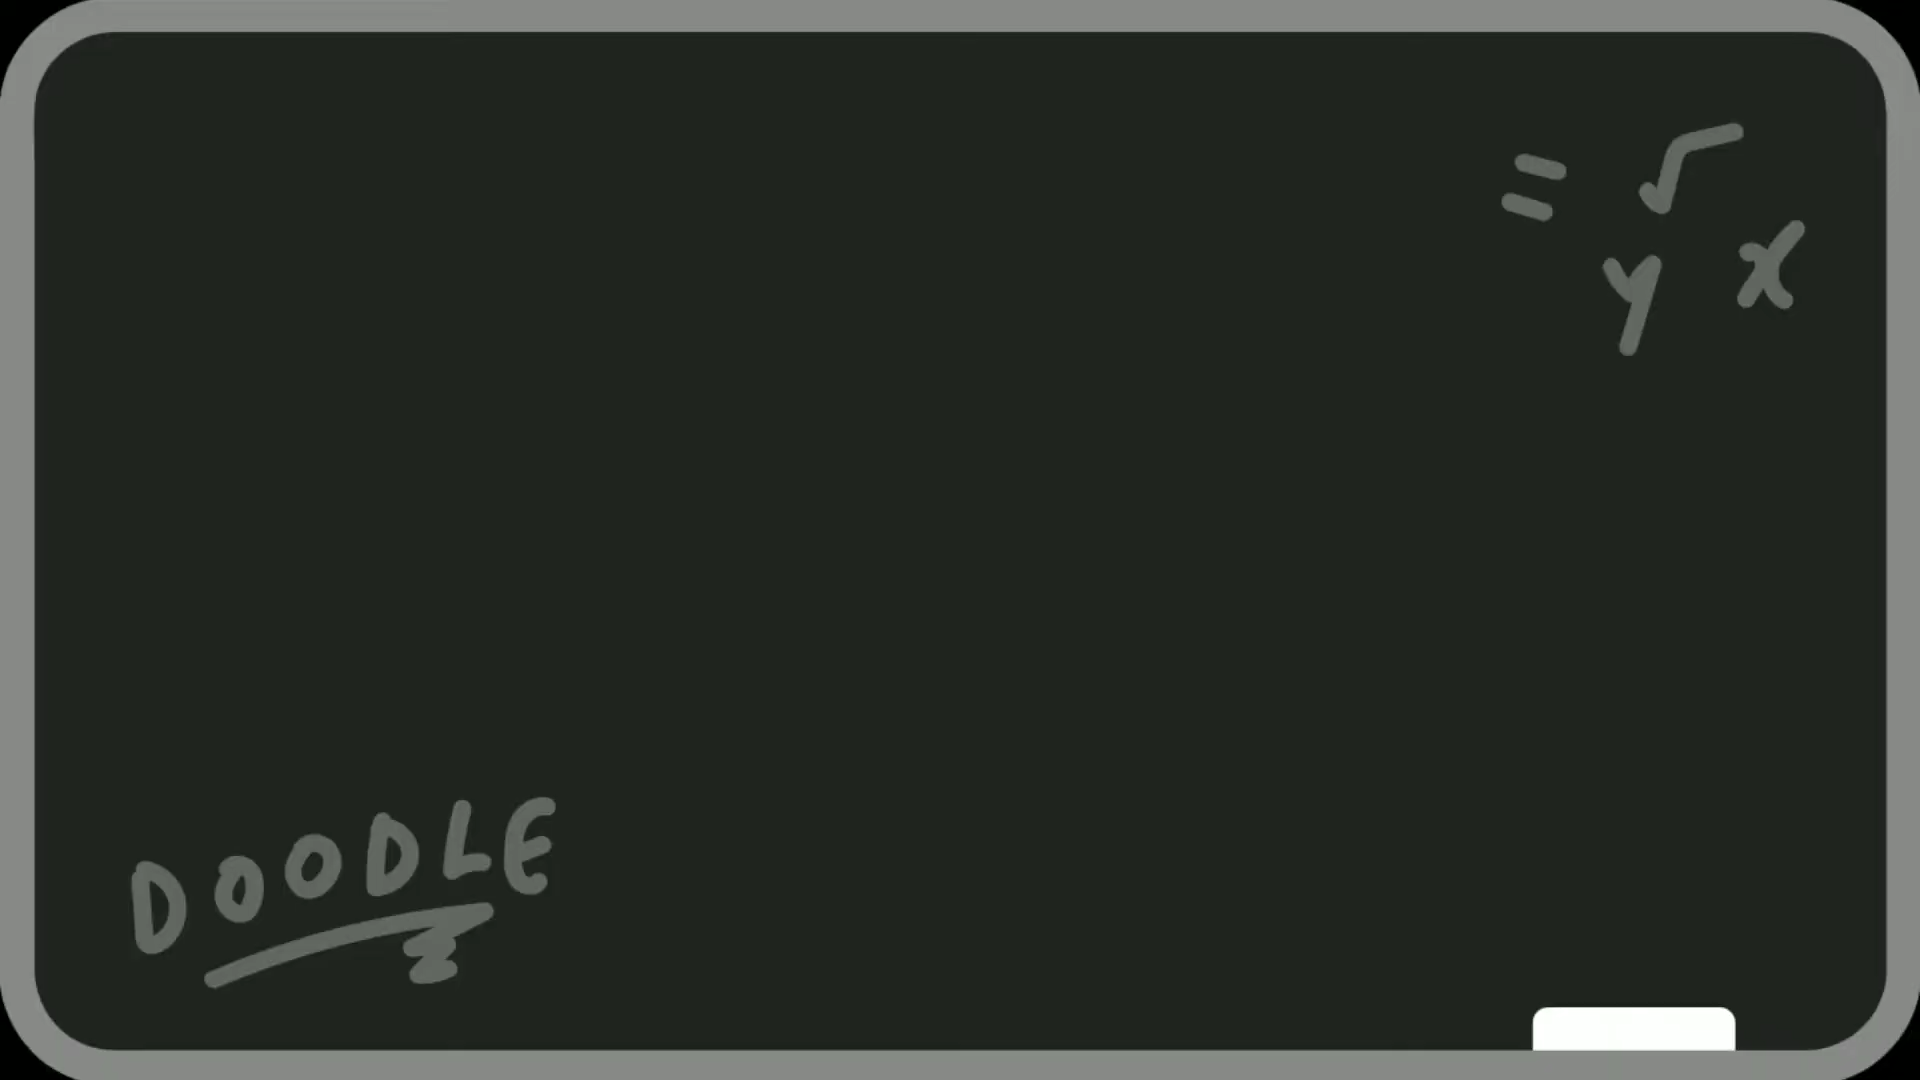 = √
y x
DOODLE